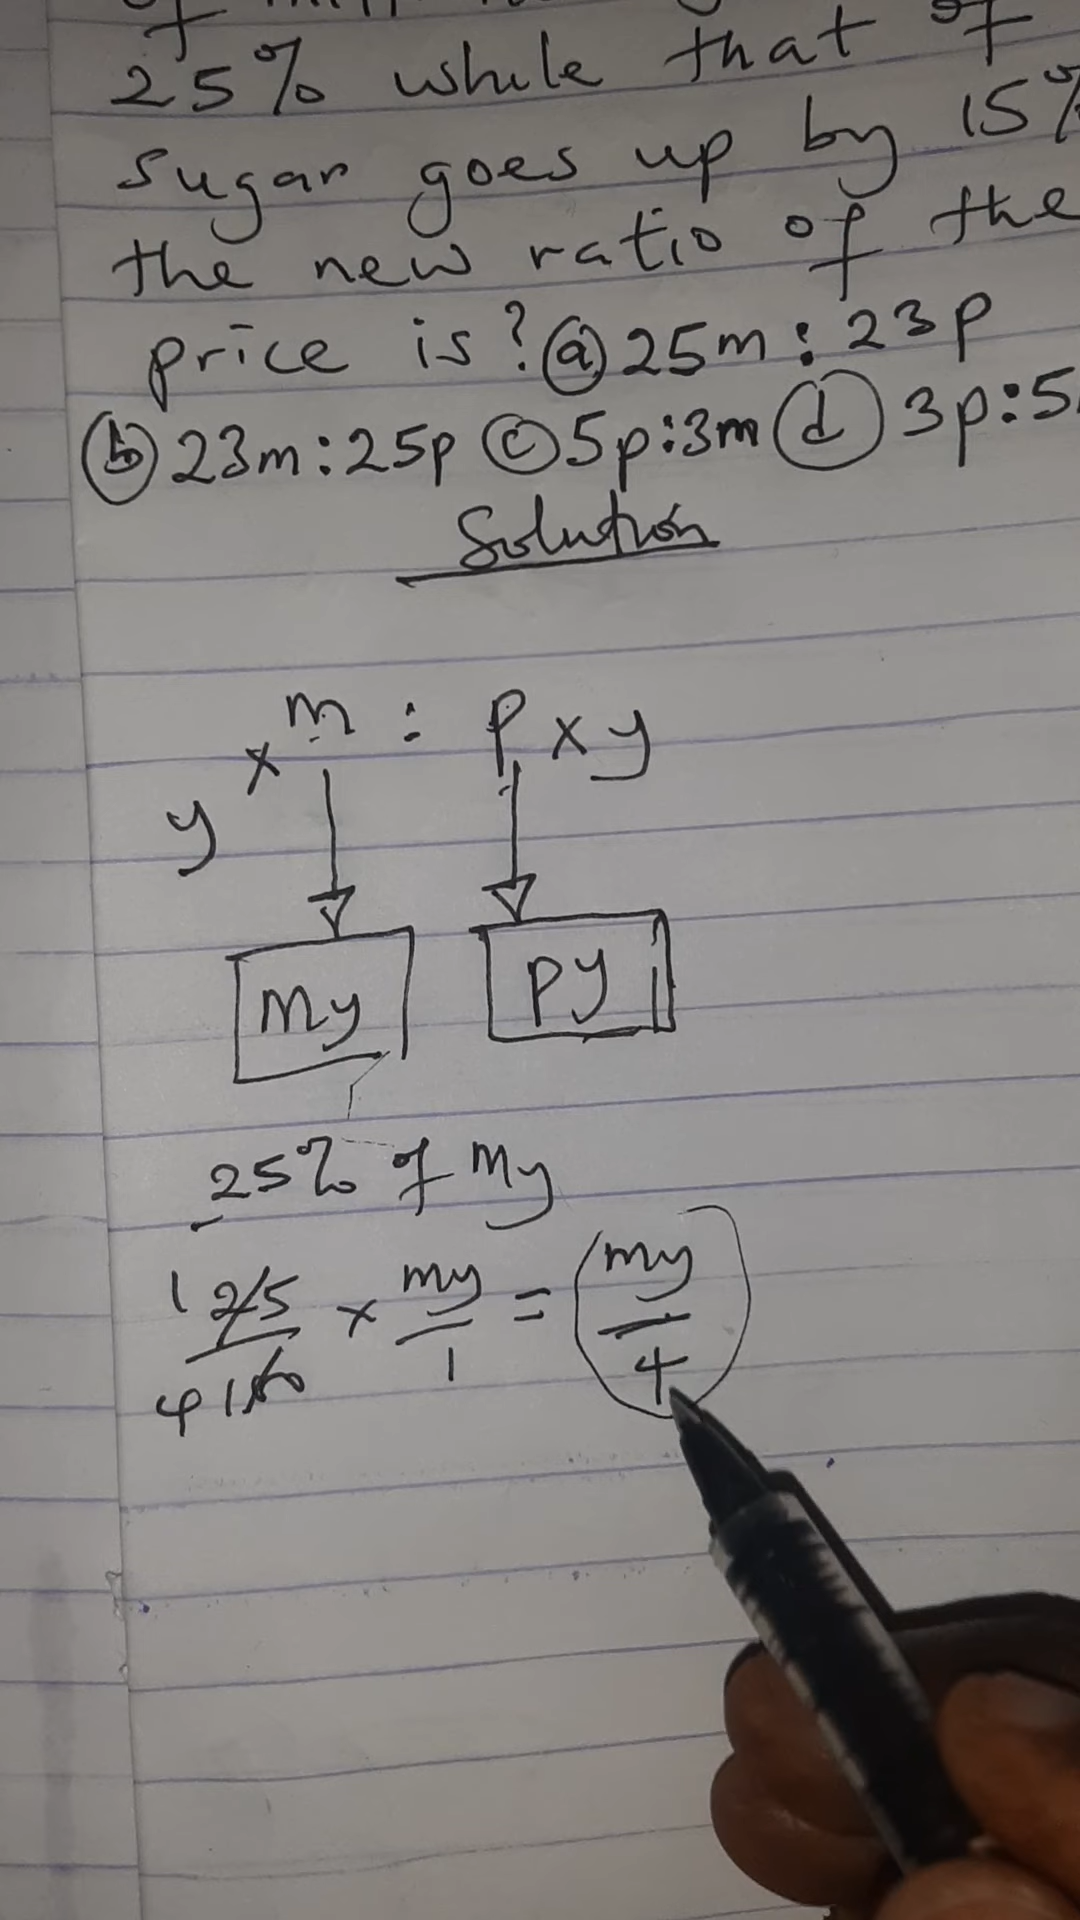 25% while that of
sugar goes up by 15%
the new ratio of the
price is? (a) 25m : 23p
(b) 23m : 25p (c) 5p:3m (d) 3p:5
Solution
y x m : p x y
my py
25% of my
1 25/4 100 x my/1 = (my/4)